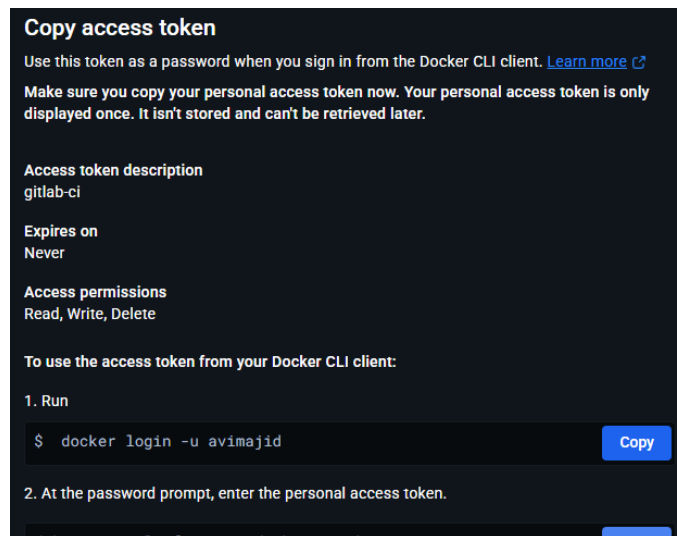 Copy access token
Use this token as a password when you sign in from the Docker CLI client. Learn more
Make sure you copy your personal access token now. Your personal access token is only
displayed once. It isn't stored and can't be retrieved later.
Access token description
gitlab-ci
Expires on
Never
Access permissions
Read, Write, Delete
To use the access token from your Docker CLI client:
1. Run
$ docker login -u avimajid
Copy
2. At the password prompt, enter the personal access token.